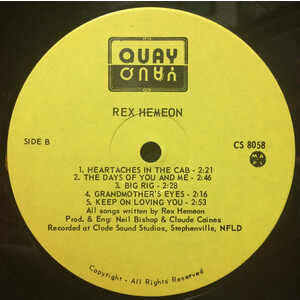 QUAY
QUAY
REX HEMEON
SIDE B
CS 8058
M A
P L
1. HEARTACHES IN THE CAB - 2:21
2. THE DAYS OF YOU AND ME - 2:46
3. BIG RIG - 2:28
4. GRANDMOTHER'S EYES - 2:16
5. KEEP ON LOVING YOU - 2:53
All songs written by Rex Hemeon
Prod. & Eng: Neil Bishop & Claude Caines
Recorded at Clode Sound Studios, Stephenville, NFLD
Copyright - All Rights Reserved